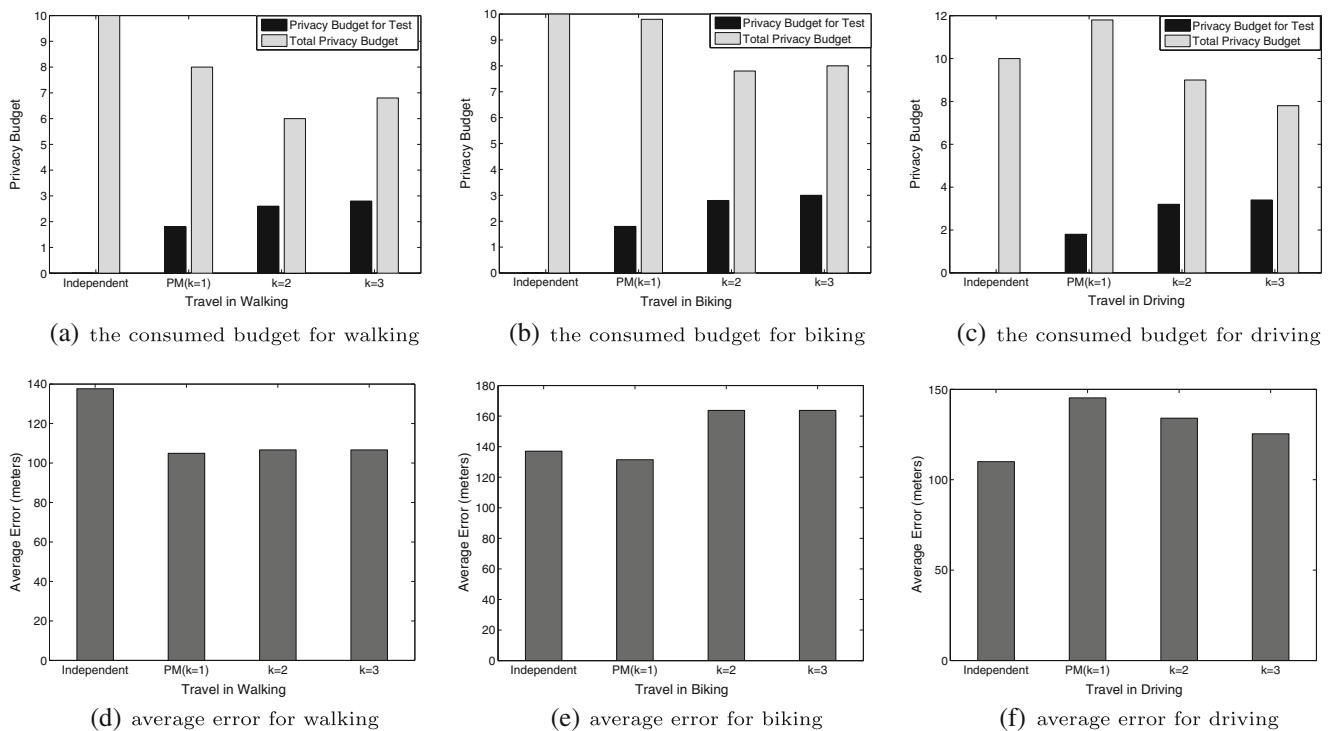 10
9
8
7
6
5
4
3
2
1
0
Privacy Budget
Privacy Budget for Test
Total Privacy Budget
Independent PM(k=1) k=2 k=3
Travel in Walking
(a) the consumed budget for walking
10
9
8
7
6
5
4
3
2
1
0
Privacy Budget
Privacy Budget for Test
Total Privacy Budget
Independent PM(k=1) k=2 k=3
Travel in Biking
(b) the consumed budget for biking
12
10
8
6
4
2
0
Privacy Budget
Privacy Budget for Test
Total Privacy Budget
Independent PM(k=1) k=2 k=3
Travel in Driving
(c) the consumed budget for driving
140
120
100
80
60
40
20
0
Average Error (meters)
Independent PM(k=1) k=2 k=3
Travel in Walking
(d) average error for walking
180
160
140
120
100
80
60
40
20
0
Average Error (meters)
Independent PM(k=1) k=2 k=3
Travel in Biking
(e) average error for biking
150
100
50
0
Average Error (meters)
Independent PM(k=1) k=2 k=3
Travel in Driving
(f) average error for driving